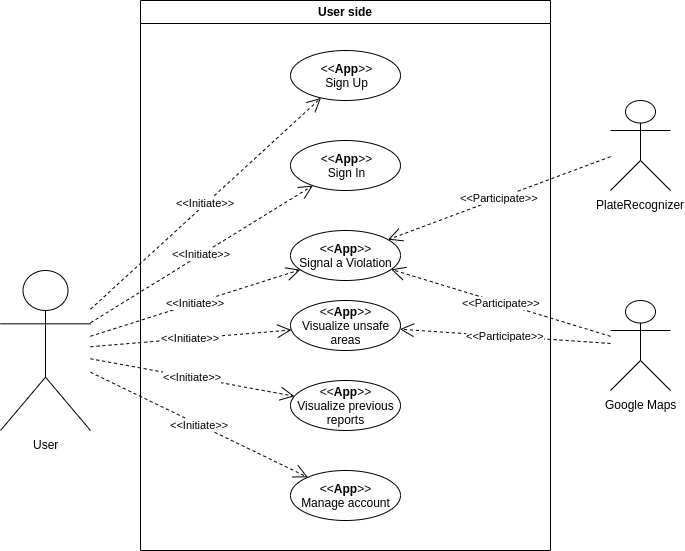 User side
<<App>>
Sign Up
<<App>>
Sign In
<<Initiate>>
<<Participate>>
PlateRecognizer
<<App>>
Signal a Violation
<<Initiate>>
<<Initiate>>
<<Participate>>
<<App>>
Visualize unsafe
areas
<<Initiate>>
<<Participate>>
<<Initiate>>
<<App>>
Visualize previous
reports
Google Maps
<<Initiate>>
User
<<App>>
Manage account